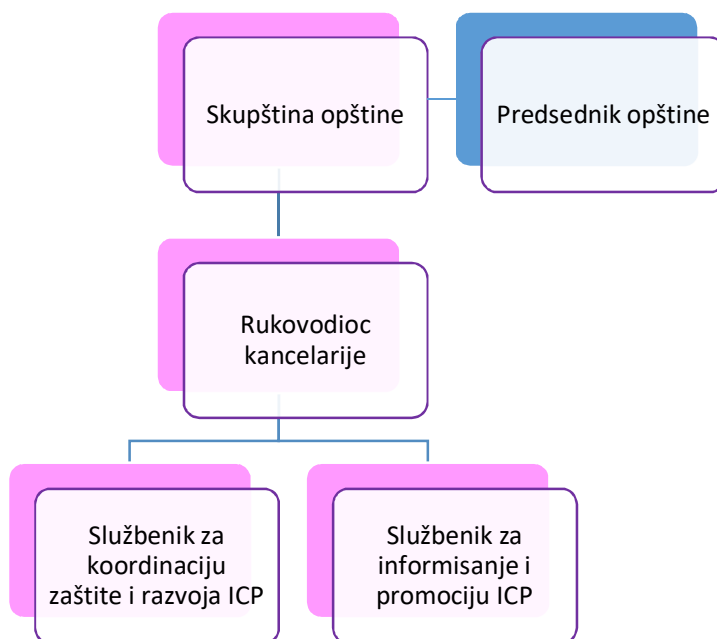 Skupština opštine
Predsednik opštine
Rukovodioc
kancelarije
Službenik za
koordinaciju
zaštite i razvoja ICP
Službenik za
informisanje i
promociju ICP